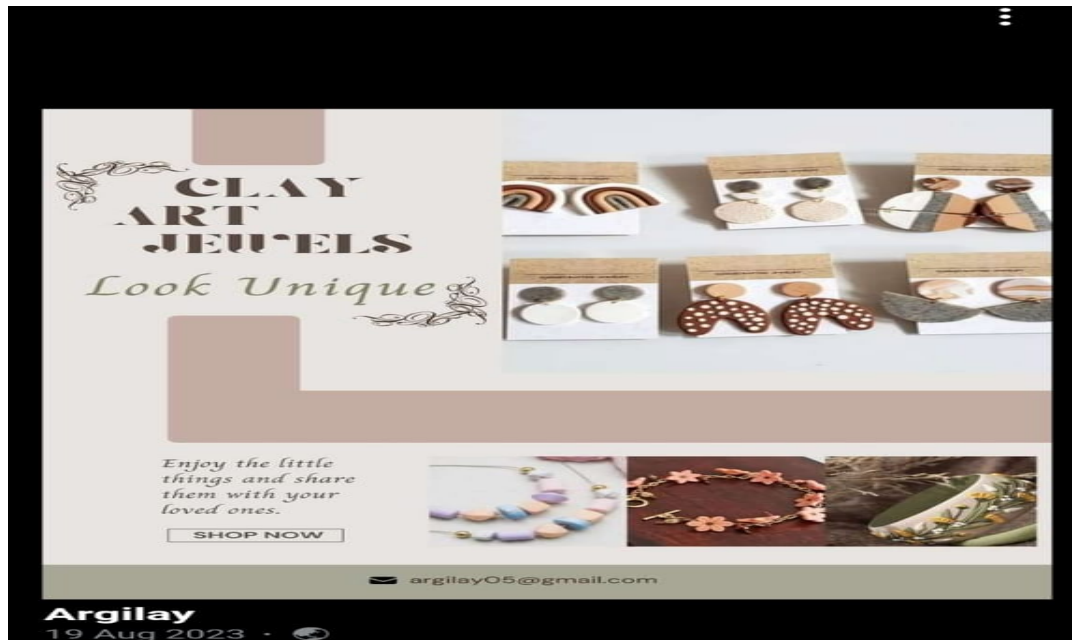 CLAY
ART
JEWELS
Look Unique
Enjoy the little
things and share
them with your
loved ones.
SHOP NOW
argilay05@gmail.com
Argilay
19 Aug 2023 ·